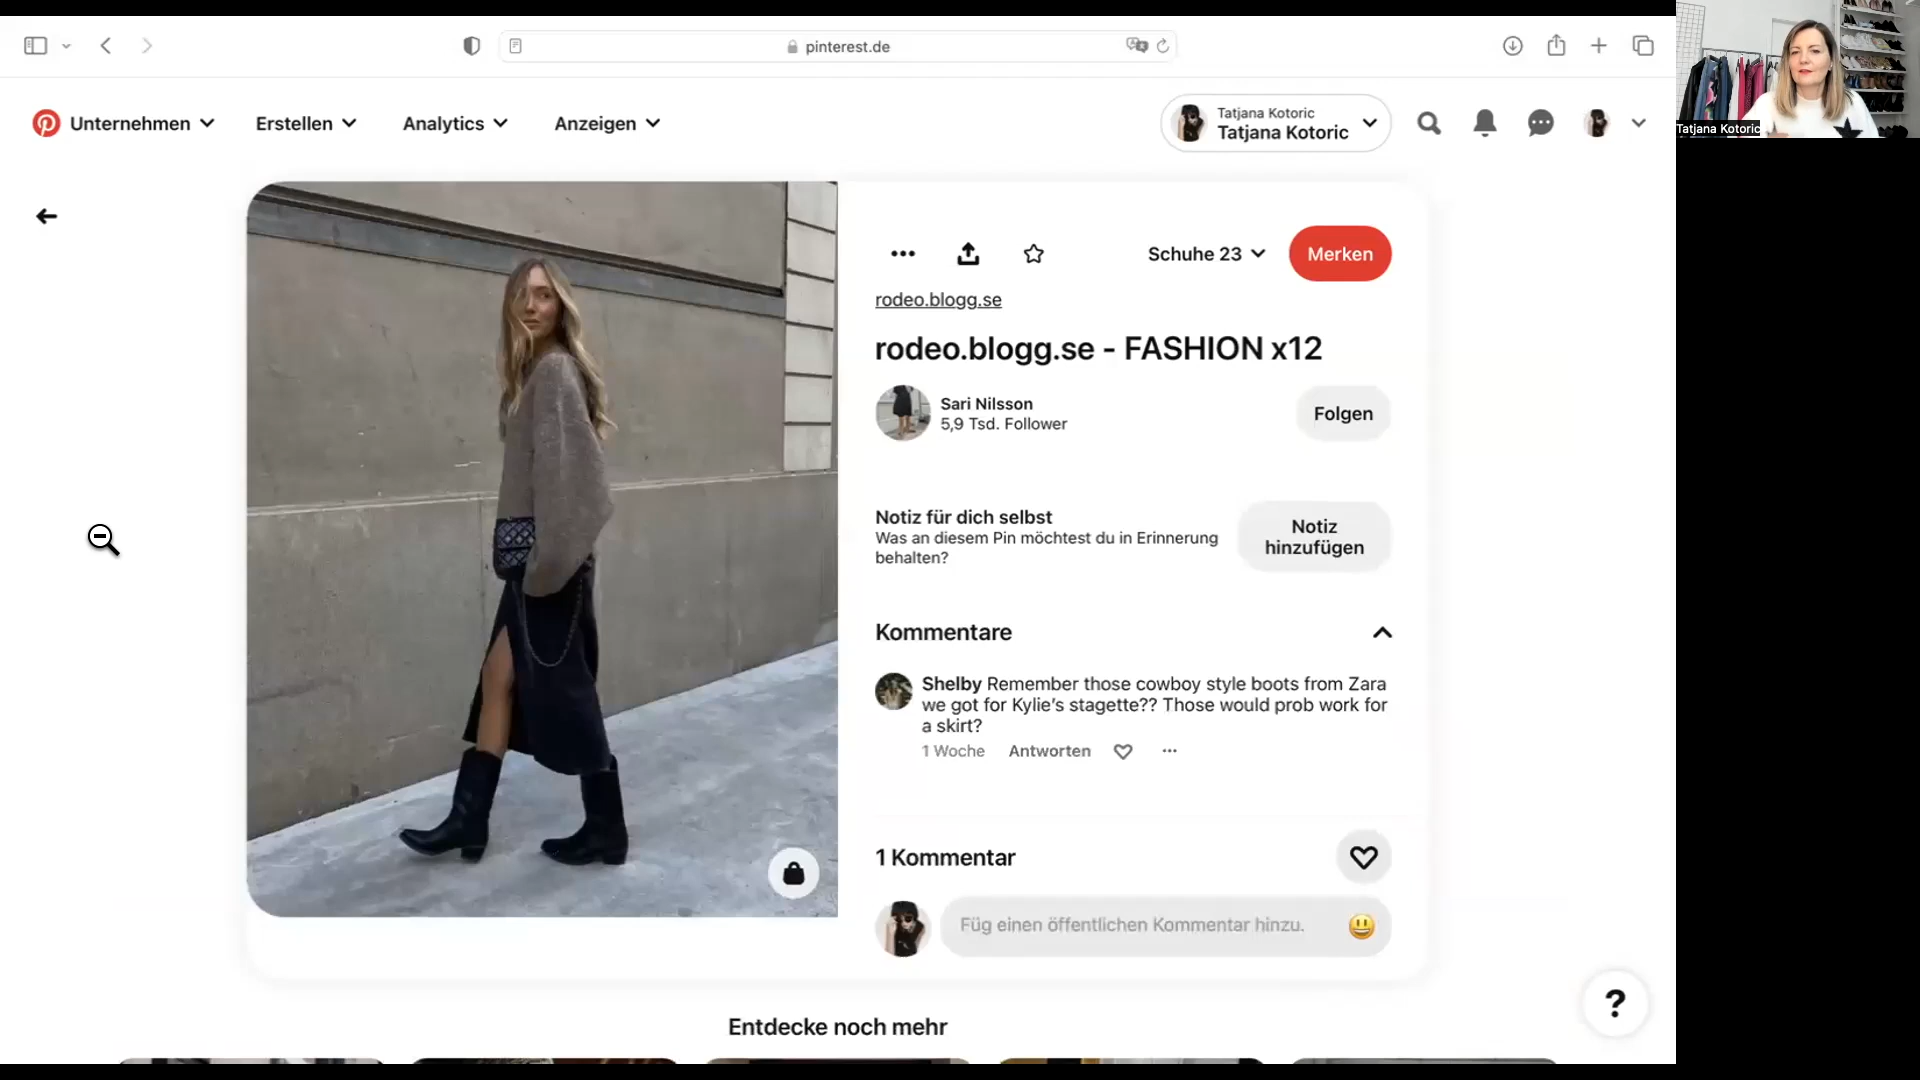 pinterest.de
Unternehmen
Erstellen
Analytics
Anzeigen
Tatjana Kotoric
Tatjana Kotoric
Tatjana Kotoric
Schuhe 23
Merken
rodeo.blogg.se
rodeo.blogg.se - FASHION x12
Sari Nilsson
5,9 Tsd. Follower
Folgen
Notiz für dich selbst
Was an diesem Pin möchtest du in Erinnerung
behalten?
Notiz
hinzufügen
Kommentare
Shelby Remember those cowboy style boots from Zara
we got for Kylie's stagette?? Those would prob work for
a skirt?
1 Woche Antworten
1 Kommentar
Füg einen öffentlichen Kommentar hinzu.
?
Entdecke noch mehr